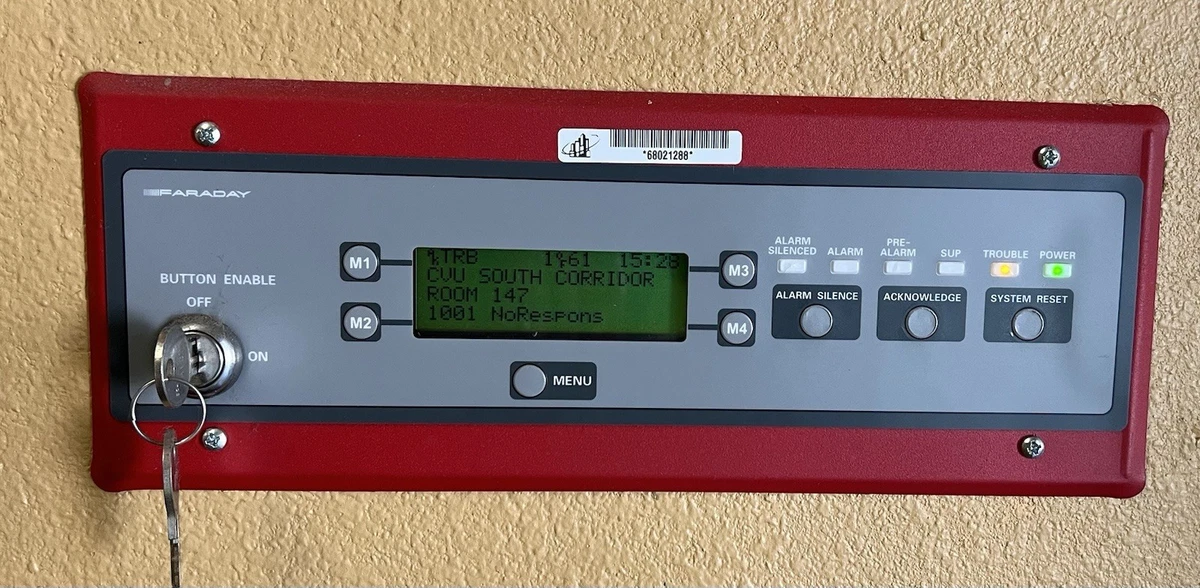 *68021288*
FARADAY
BUTTON ENABLE
OFF
ON
M1
M2
TRB 15:28
CVU SOUTH CORRIDOR
ROOM 147
1001 NoRespons
M3
M4
MENU
ALARM SILENCED
ALARM
PRE-ALARM
SUP
TROUBLE
POWER
ALARM SILENCE
ACKNOWLEDGE
SYSTEM RESET